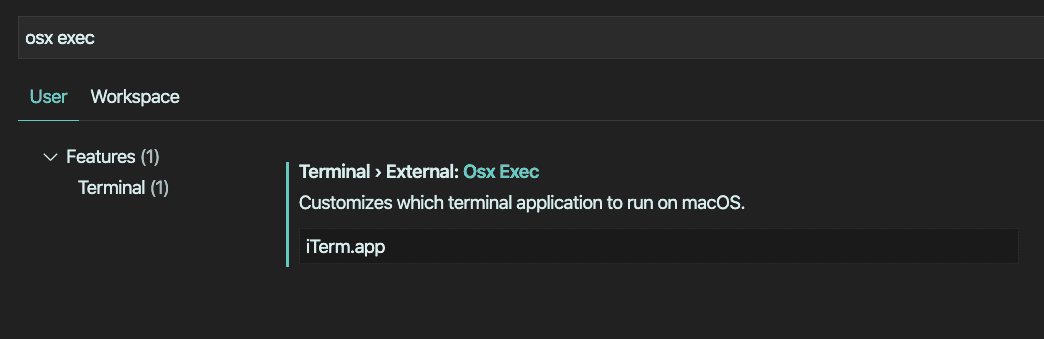 osx exec
User Workspace
Features (1)
Terminal (1)
Terminal › External: Osx Exec
Customizes which terminal application to run on macOS.
iTerm.app